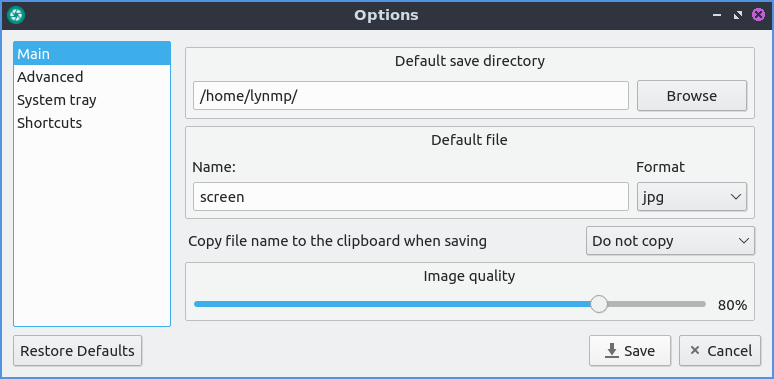 Options
Main
Advanced
System tray
Shortcuts
Default save directory
/home/lynmp/
Browse
Default file
Name:
Format
screen
jpg
Copy file name to the clipboard when saving
Do not copy
Image quality
80%
Restore Defaults
Save
Cancel